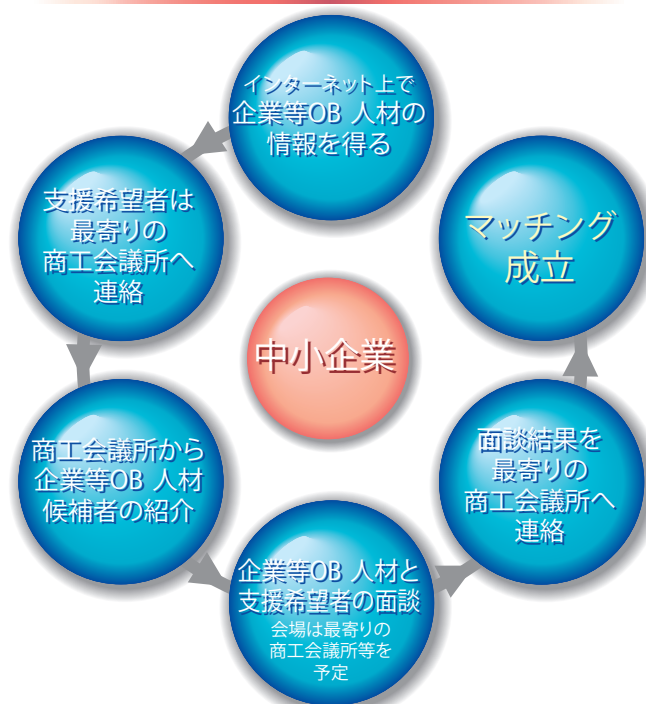 インターネット上で
企業等OB 人材の
情報を得る
支援希望者は
最寄りの
商工会議所へ
連絡
商工会議所から
企業等OB 人材
候補者の紹介
企業等OB 人材と
支援希望者の面談
会場は最寄りの
商工会議所等を
予定
面談結果を
最寄りの
商工会議所へ
連絡
マッチング
成立
中小企業